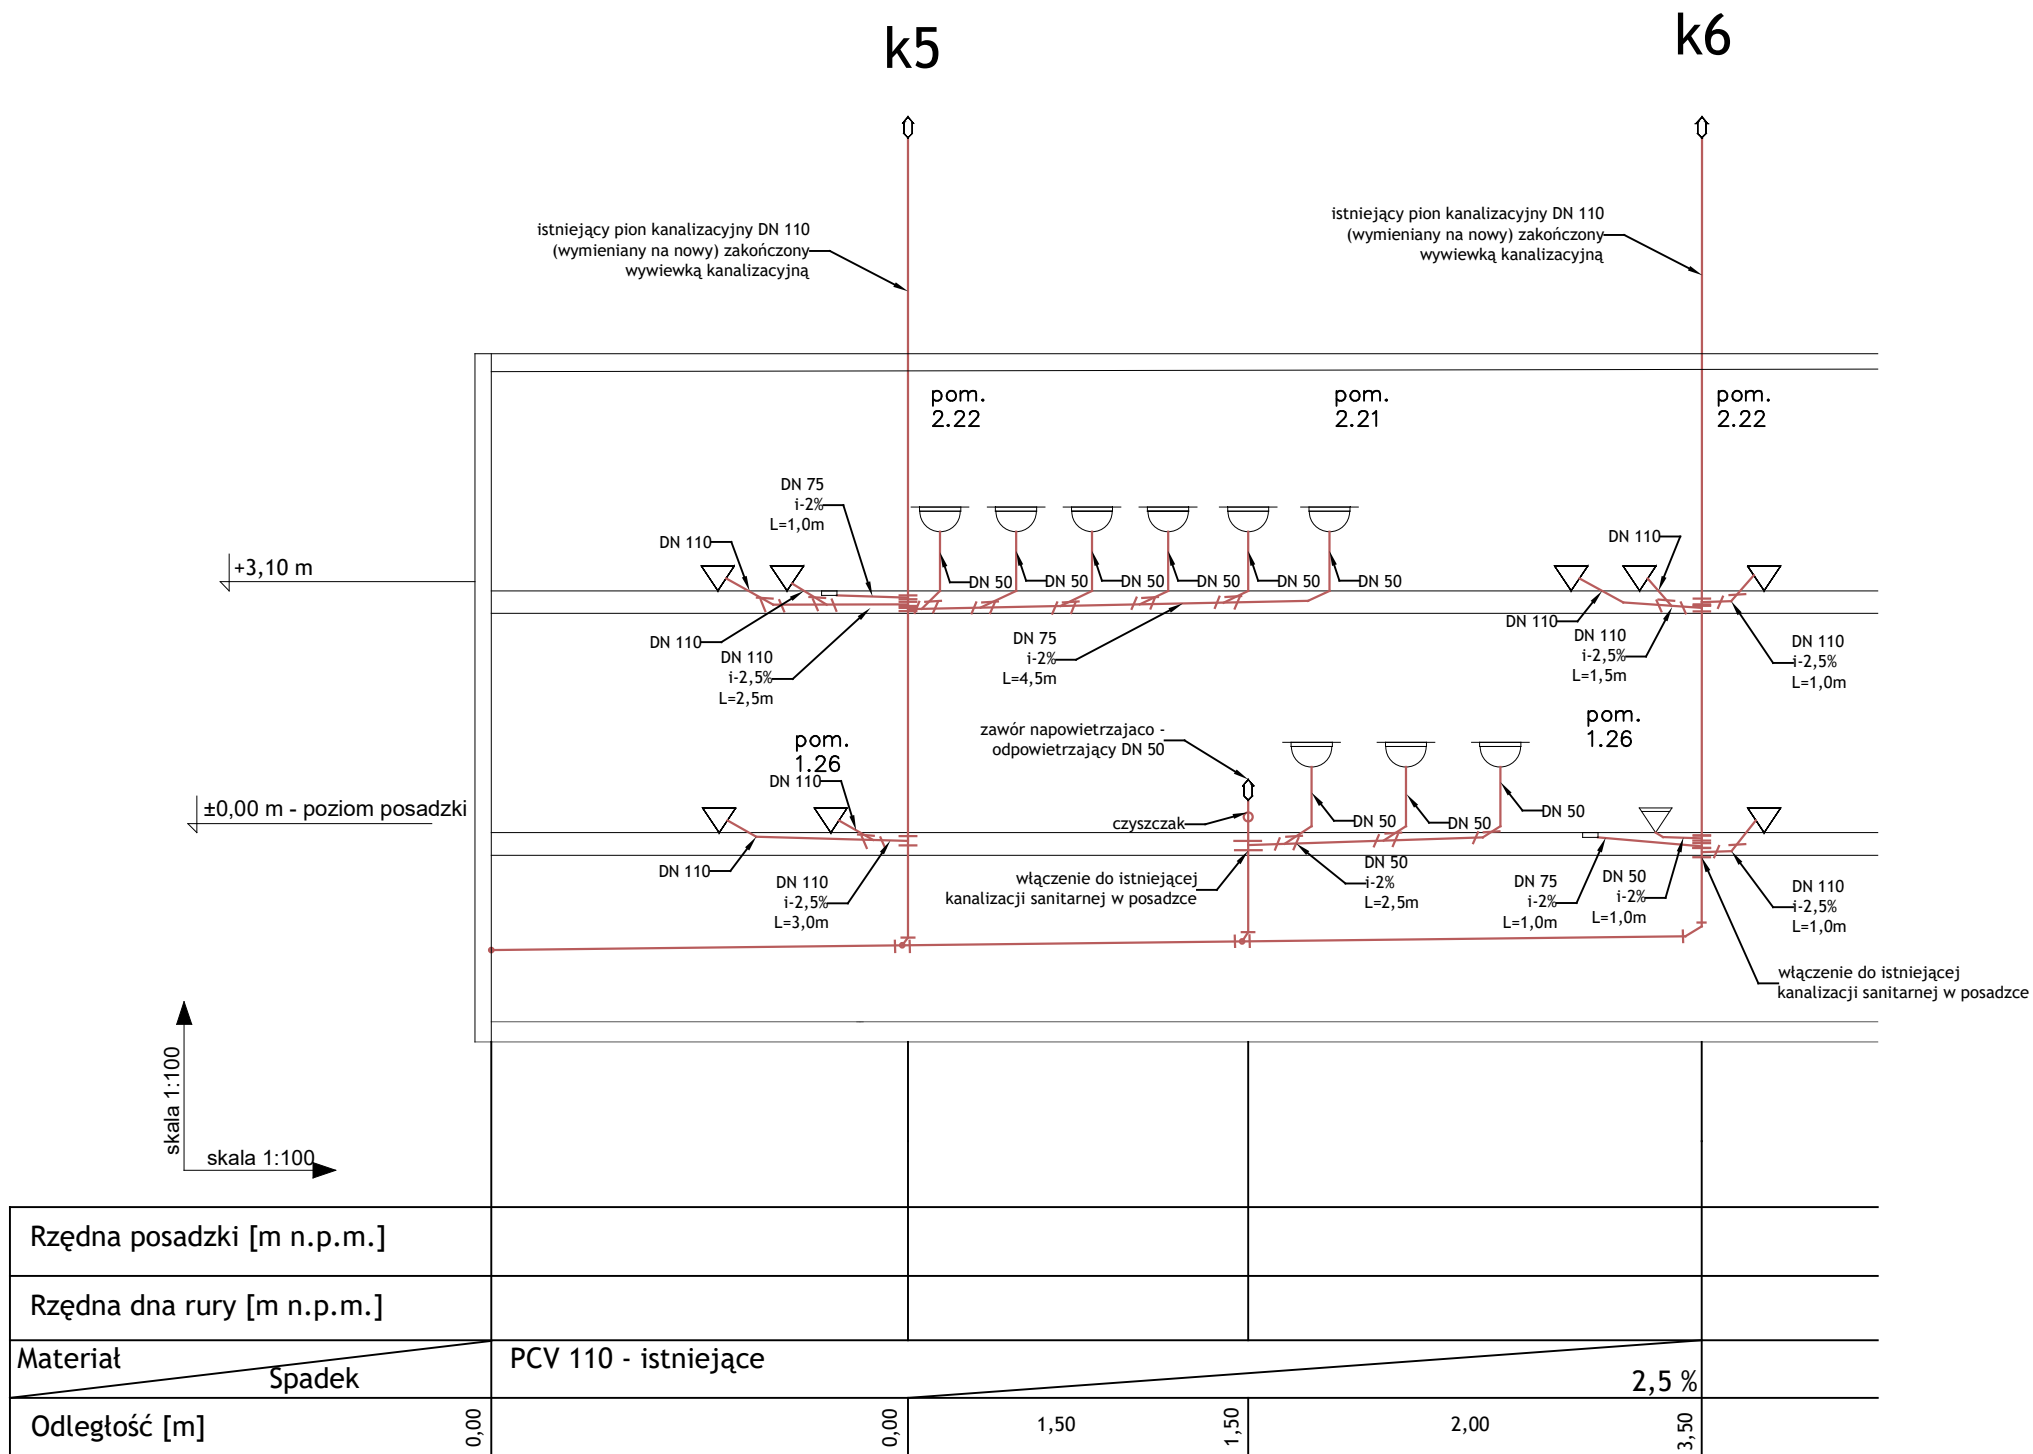 k5
k6
istniejący pion kanalizacyjny DN 110
(wymieniany na nowy) zakończony
wywiewką kanalizacyjną
istniejący pion kanalizacyjny DN 110
(wymieniany na nowy) zakończony
wywiewką kanalizacyjną
pom.
2.22
pom.
2.21
pom.
2.22
DN 75
i-2%
L=1,0m
DN 110
DN 110
+3,10 m
DN 50
DN 50
DN 50
DN 50
DN 50
DN 50
DN 110
DN 110
DN 110
i-2,5%
L=2,5m
DN 75
i-2%
L=4,5m
DN 110
i-2,5%
L=1,5m
DN 110
i-2,5%
L=1,0m
pom.
1.26
zawór napowietrzajaco -
odpowietrzający DN 50
pom.
1.26
DN 110
±0,00 m - poziom posadzki
czyszczak
DN 50
DN 50
DN 50
DN 110
DN 110
i-2,5%
L=3,0m
włączenie do istniejącej
kanalizacji sanitarnej w posadzce
DN 50
i-2%
L=2,5m
DN 75
i-2%
L=1,0m
DN 50
i-2%
L=1,0m
DN 110
i-2,5%
L=1,0m
włączenie do istniejącej
kanalizacji sanitarnej w posadzce
skala 1:100
skala 1:100
Rzędna posadzki [m n.p.m.]
Rzędna dna rury [m n.p.m.]
Materiał
Spadek
PCV 110 - istniejące
2,5 %
Odległość [m]
0,00
0,00
1,50
1,50
2,00
3,50